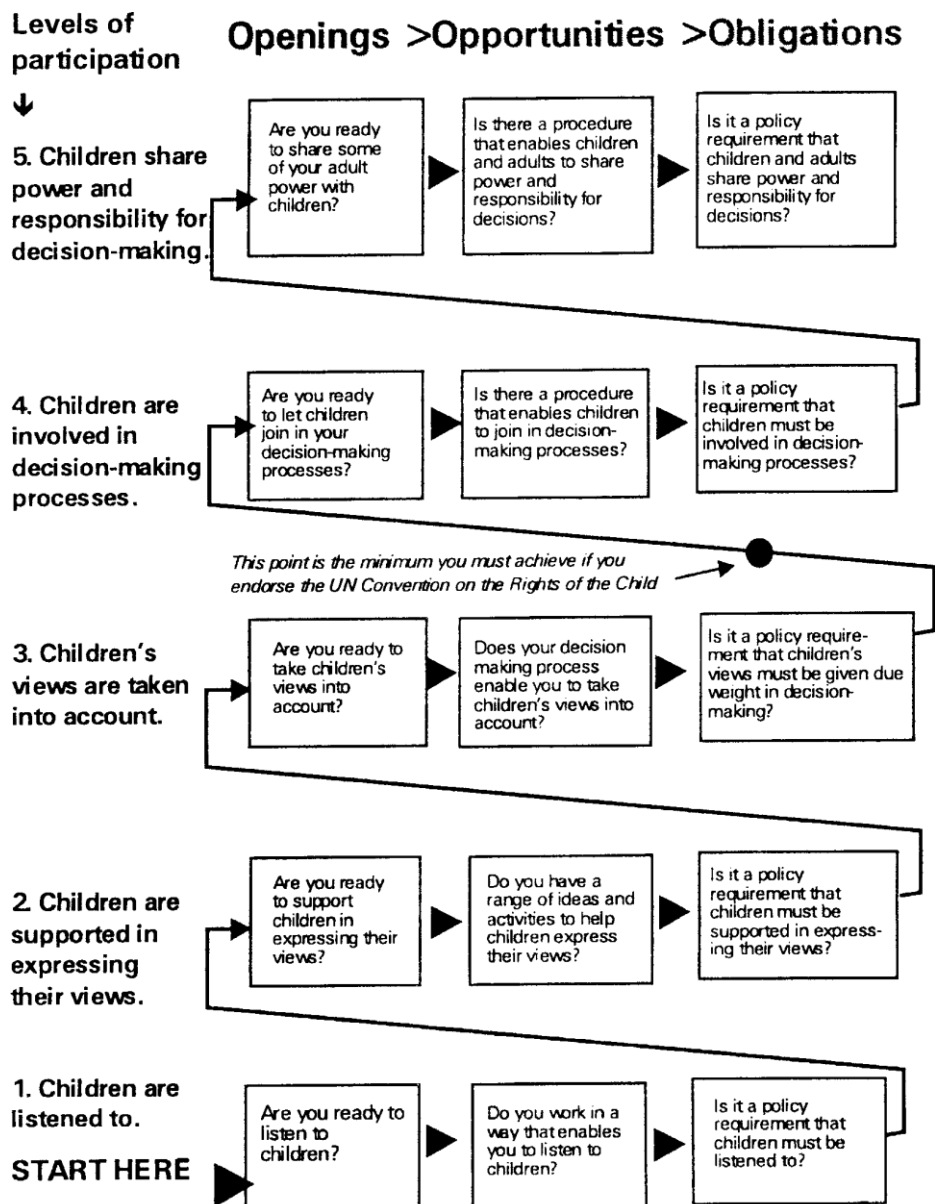 Levels of
participation
Openings >Opportunities >Obligations
5. Children share
power and
responsibility for
decision-making.
Are you ready
to share some
of your adult
power with
children?
Is there a procedure
that enables children
and adults to share
power and
responsibility for
decisions?
Is it a policy
requirement that
children and adults
share power and
responsibility for
decisions?
4. Children are
involved in
decision-making
processes.
Are you ready
to let children
join in your
decision-making
processes?
Is there a procedure
that enables children
to join in decision-
making processes?
Is it a policy
requirement that
children must be
involved in decision-
making processes?
This point is the minimum you must achieve if you
endorse the UN Convention on the Rights of the Child
3. Children's
views are taken
into account.
Are you ready to
take children's
views into
account?
Does your decision
making process
enable you to take
children's views into
account?
Is it a policy require-
ment that children's
views must be given due
weight in decision-
making?
2. Children are
supported in
expressing
their views.
Are you ready
to support
children in
expressing their
views?
Do you have a
range of ideas and
activities to help
children express
their views?
Is it a policy
requirement that
children must be
supported in express-
ing their views?
1. Children are
listened to.
START HERE
Are you ready to
listen to
children?
Do you work in a
way that enables
you to listen to
children?
Is it a policy
requirement that
children must be
listened to?